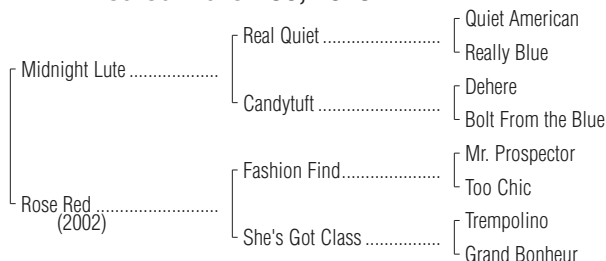 Quiet American
Real Quiet ........................
Really Blue
Midnight Lute ..................
Dehere
Candytuft .........................
Bolt From the Blue
Mr. Prospector
Fashion Find ....................
Too Chic
Rose Red .........................
(2002)
Trempolino
She's Got Class ...............
Grand Bonheur